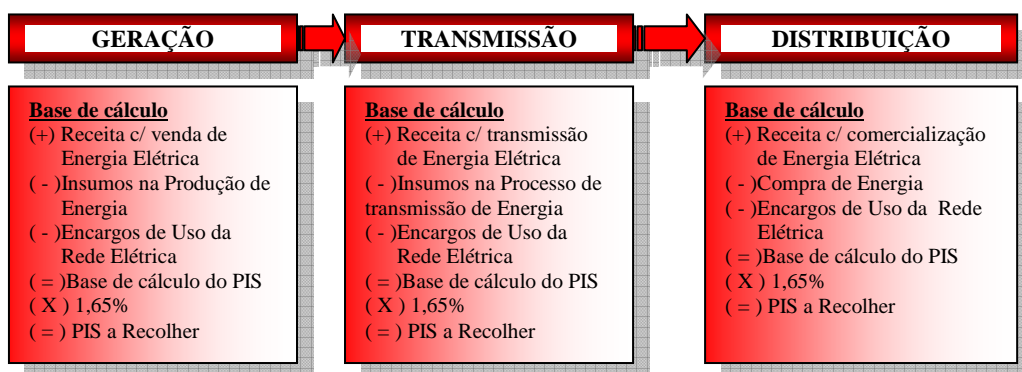 GERAÇÃO
TRANSMISSÃO
DISTRIBUIÇÃO
Base de cálculo
(+) Receita c/ venda de
Energia Elétrica
( - )Insumos na Produção de
Energia
( - )Encargos de Uso da
Rede Elétrica
( = )Base de cálculo do PIS
( X ) 1,65%
( = ) PIS a Recolher
Base de cálculo
(+) Receita c/ transmissão
de Energia Elétrica
( - )Insumos na Processo de
transmissão de Energia
( - )Encargos de Uso da
Rede Elétrica
( = )Base de cálculo do PIS
( X ) 1,65%
( = ) PIS a Recolher
Base de cálculo
(+) Receita c/ comercialização
de Energia Elétrica
( - )Compra de Energia
( - )Encargos de Uso da Rede
Elétrica
( = )Base de cálculo do PIS
( X ) 1,65%
( = ) PIS a Recolher